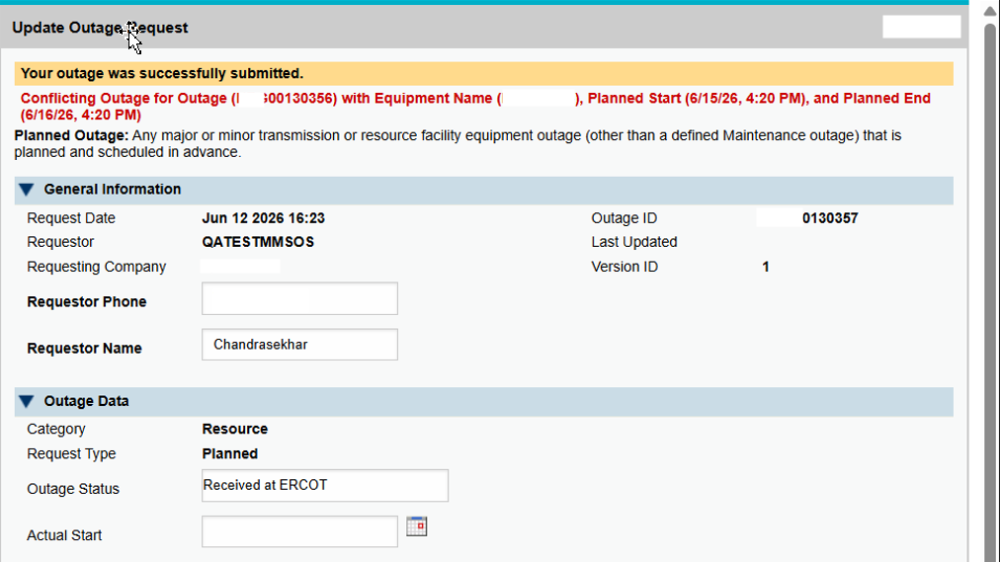 Update Outage Request
Your outage was successfully submitted.
Conflicting Outage for Outage ( 00130356) with Equipment Name ( ), Planned Start (6/15/26, 4:20 PM), and Planned End
(6/16/26, 4:20 PM)
Planned Outage: Any major or minor transmission or resource facility equipment outage (other than a defined Maintenance outage) that is
planned and scheduled in advance.
General Information
Request Date Jun 12 2026 16:23 Outage ID 0130357
Requestor QATESTMMSOS Last Updated
Requesting Company Version ID 1
Requestor Phone
Requestor Name Chandrasekhar
Outage Data
Category Resource
Request Type Planned
Outage Status Received at ERCOT
Actual Start